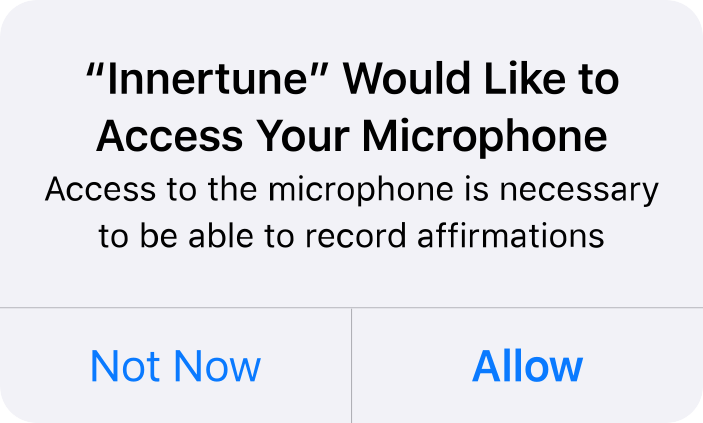 “Innertune” Would Like to
Access Your Microphone
Access to the microphone is necessary
to be able to record affirmations
Not Now
Allow